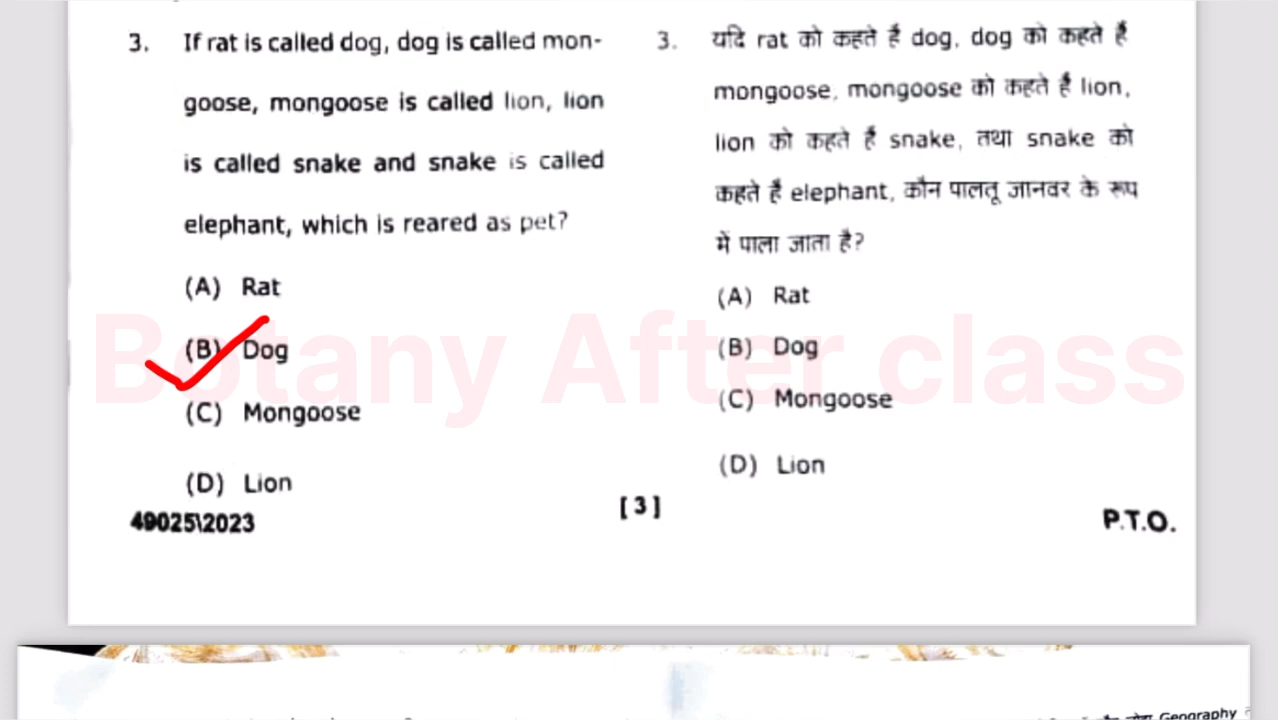 3. If rat is called dog, dog is called mon-
goose, mongoose is called lion, lion
is called snake and snake is called
elephant, which is reared as pet?
(A) Rat
(B) Dog
(C) Mongoose
(D) Lion
49025\2023
3. यदि rat को कहते हैं dog, dog को कहते हैं
mongoose, mongoose को कहते हैं lion,
lion को कहते हैं snake, तथा snake को
कहते हैं elephant, कौन पालतू जानवर के रूप
में पाला जाता है?
(A) Rat
(B) Dog
(C) Mongoose
(D) Lion
[3]
P.T.O.
Botany After class
Geography